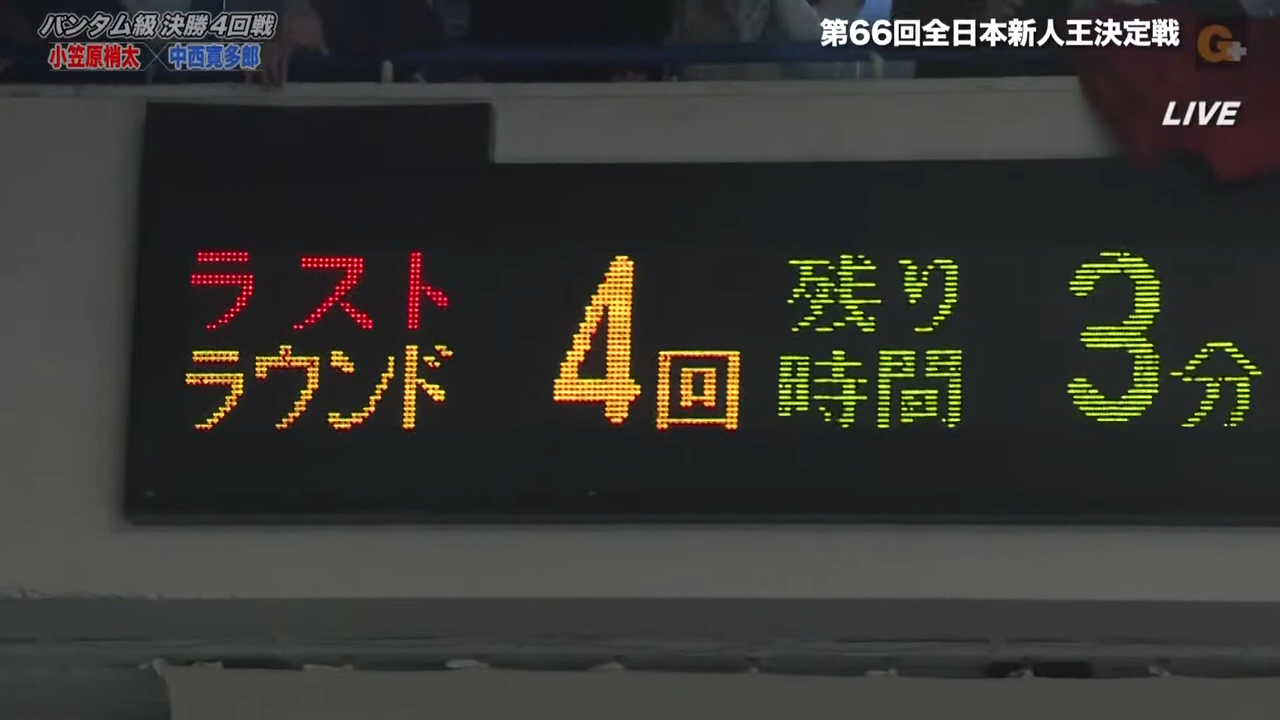 バンタム級 決勝4回戦
小笠原梢太 × 中西寛多郎
第66回全日本新人王決定戦
G+
LIVE
ラスト
ラウンド 4回 残り時間 3分